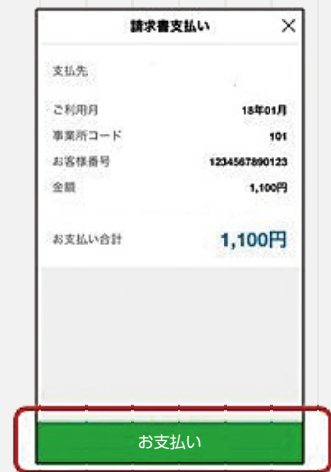 請求書支払い ×
支払先
ご利用月 18年01月
事業所コード 101
お客様番号 1234567890123
金額 1,100円
お支払い合計 1,100円
お支払い